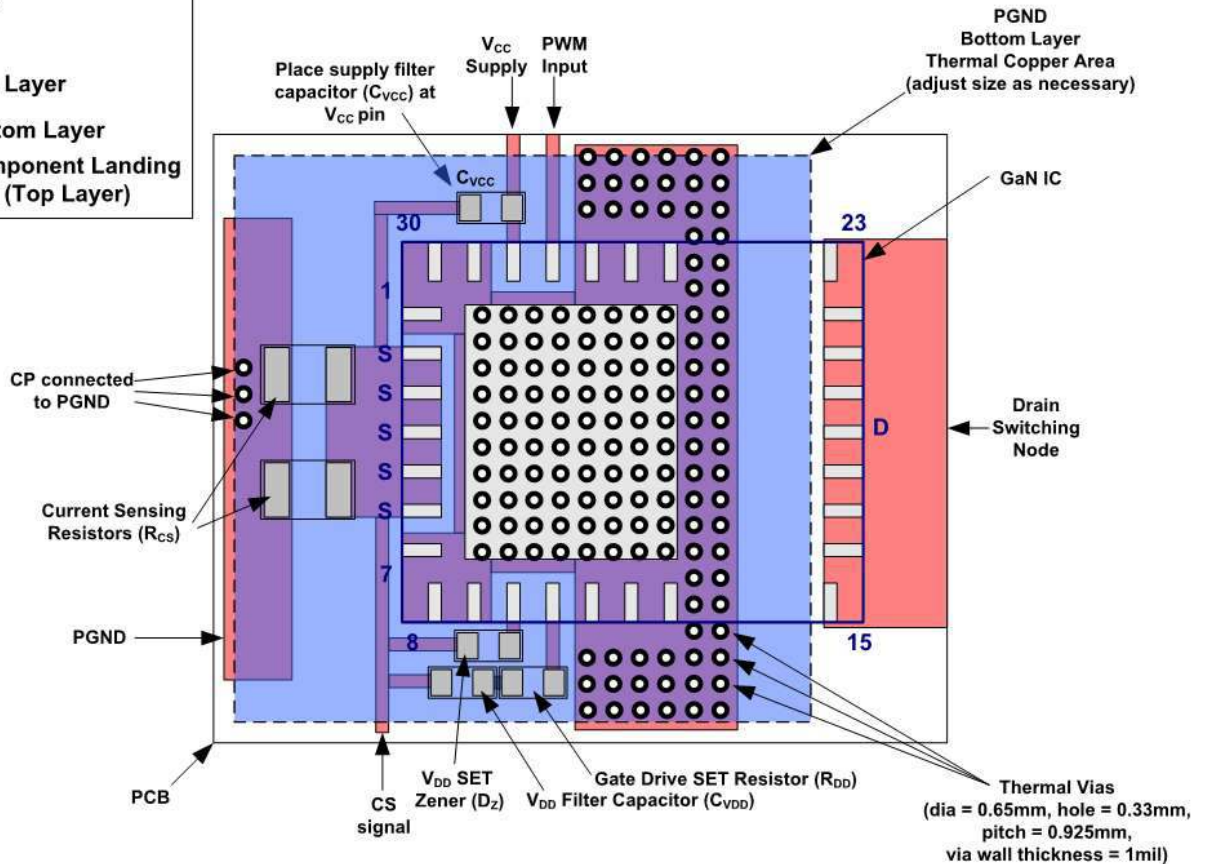 Layer
tom Layer
mponent Landing
(Top Layer)
Place supply filter
capacitor (CVCC) at
VCC pin
VCC
Supply
PWM
Input
PGND
Bottom Layer
Thermal Copper Area
(adjust size as necessary)
GaN IC
CVCC
30
23
1
S
S
S
S
S
7
8
15
D
CP connected
to PGND
Current Sensing
Resistors (RCS)
Drain
Switching
Node
PGND
PCB
CS
signal
VDD SET
Zener (DZ)
Gate Drive SET Resistor (RDD)
VDD Filter Capacitor (CVDD)
Thermal Vias
(dia = 0.65mm, hole = 0.33mm,
pitch = 0.925mm,
via wall thickness = 1mil)